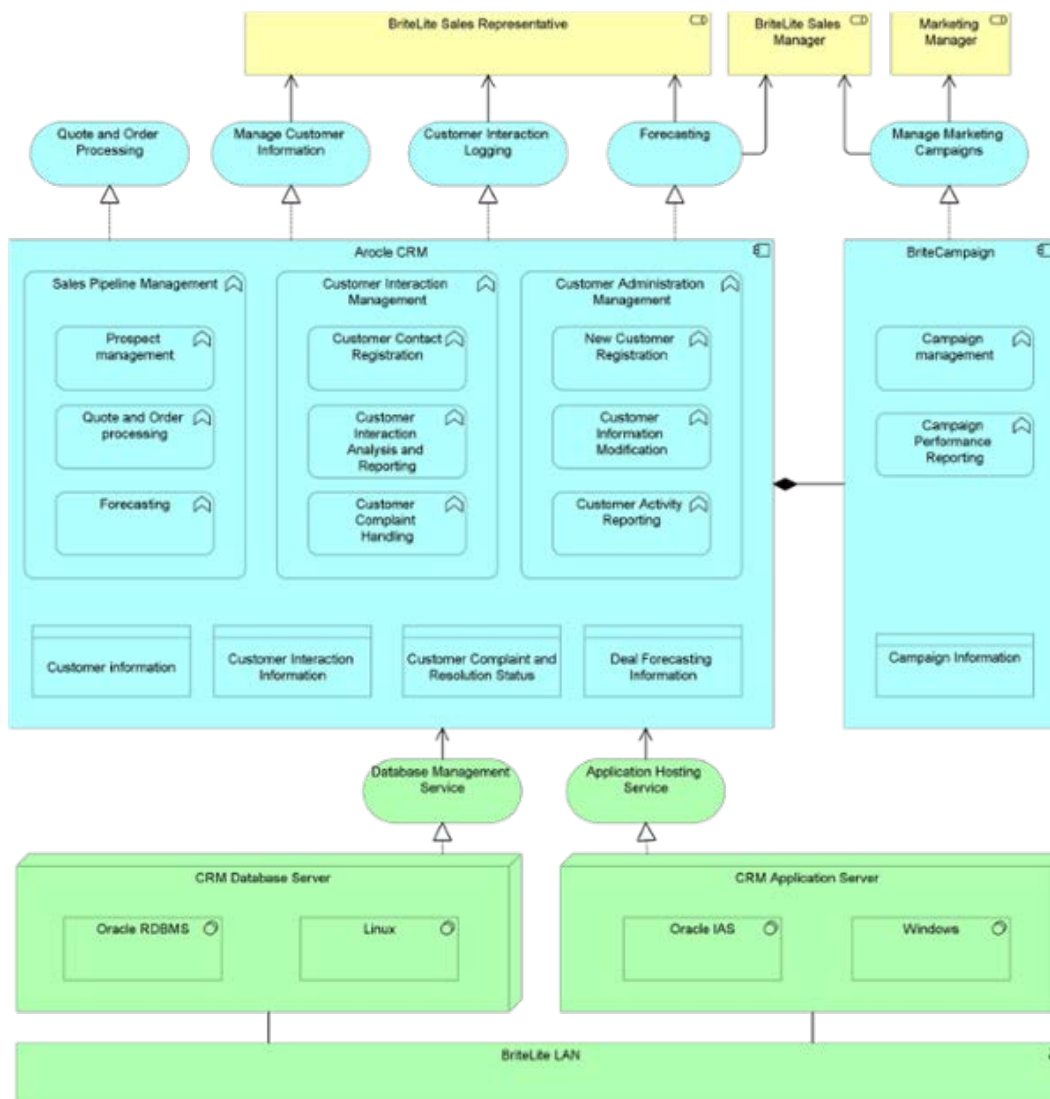 BriteLite Sales Representative
BriteLite Sales
Manager
Marketing
Manager
Quote and Order
Processing
Manage Customer
Information
Customer Interaction
Logging
Forecasting
Manage Marketing
Campaigns
Arocle CRM
BriteCampaign
Sales Pipeline Management
Customer Interaction
Management
Customer Administration
Management
Prospect
management
Customer Contact
Registration
New Customer
Registration
Campaign
management
Quote and Order
processing
Customer
Interaction
Analysis and
Reporting
Customer
Information
Modification
Campaign
Performance
Reporting
Forecasting
Customer
Complaint
Handling
Customer Activity
Reporting
Customer information
Customer Interaction
Information
Customer Complaint and
Resolution Status
Deal Forecasting
Information
Campaign Information
Database Management
Service
Application Hosting
Service
CRM Database Server
CRM Application Server
Oracle RDBMS
Linux
Oracle IAS
Windows
BriteLite LAN